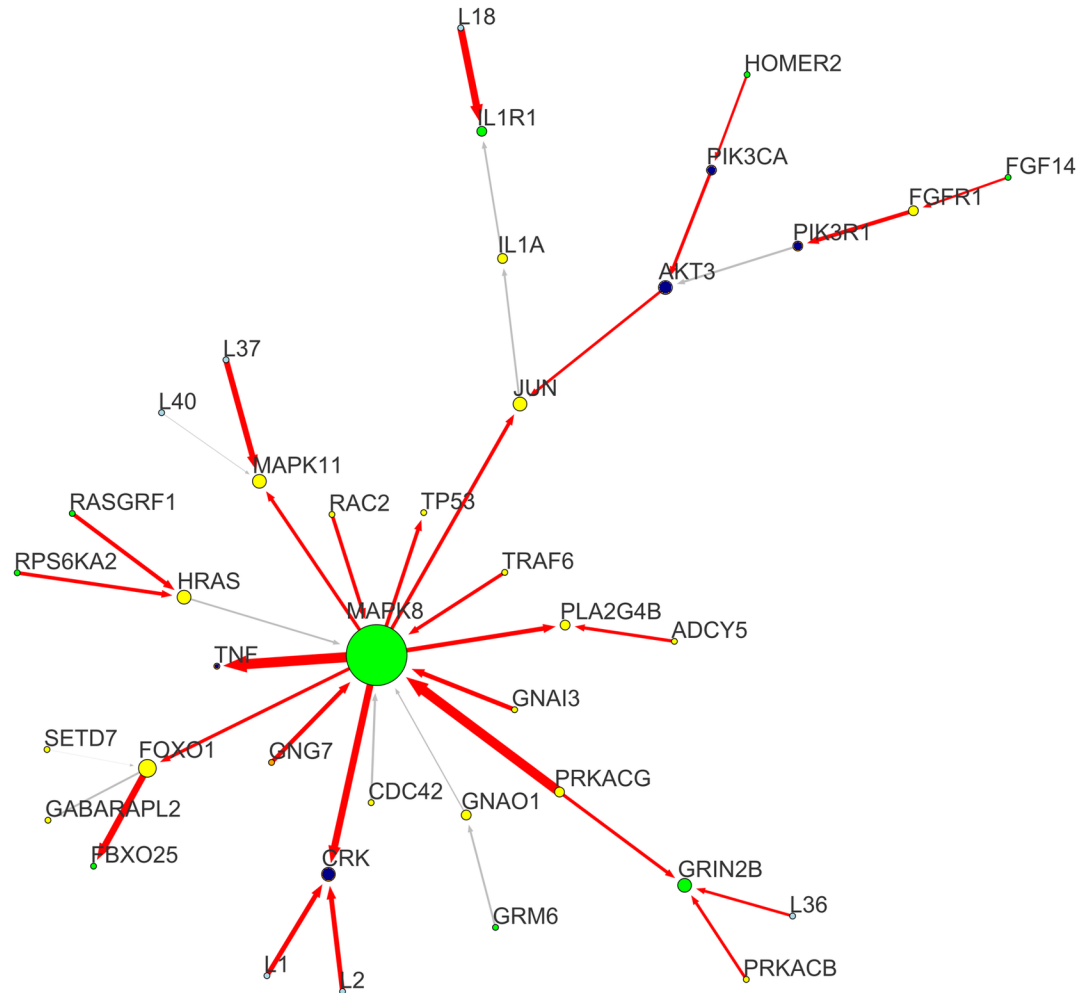 L18
HOMER2
IL1R1
PIK3CA
FGF14
FGFR1
PIK3R1
IL1A
AKT3
L37
JUN
L40
MAPK11
RASGRF1
RAC2
TP53
RPS6KA2
TRAF6
HRAS
MAPK8
PLA2G4B
ADCY5
TNF
GNAI3
SETD7
FOXO1
GNG7
PRKACG
CDC42
GNAO1
GABARAPL2
FBXO25
CRK
GRIN2B
L36
GRM6
L1
L2
PRKACB